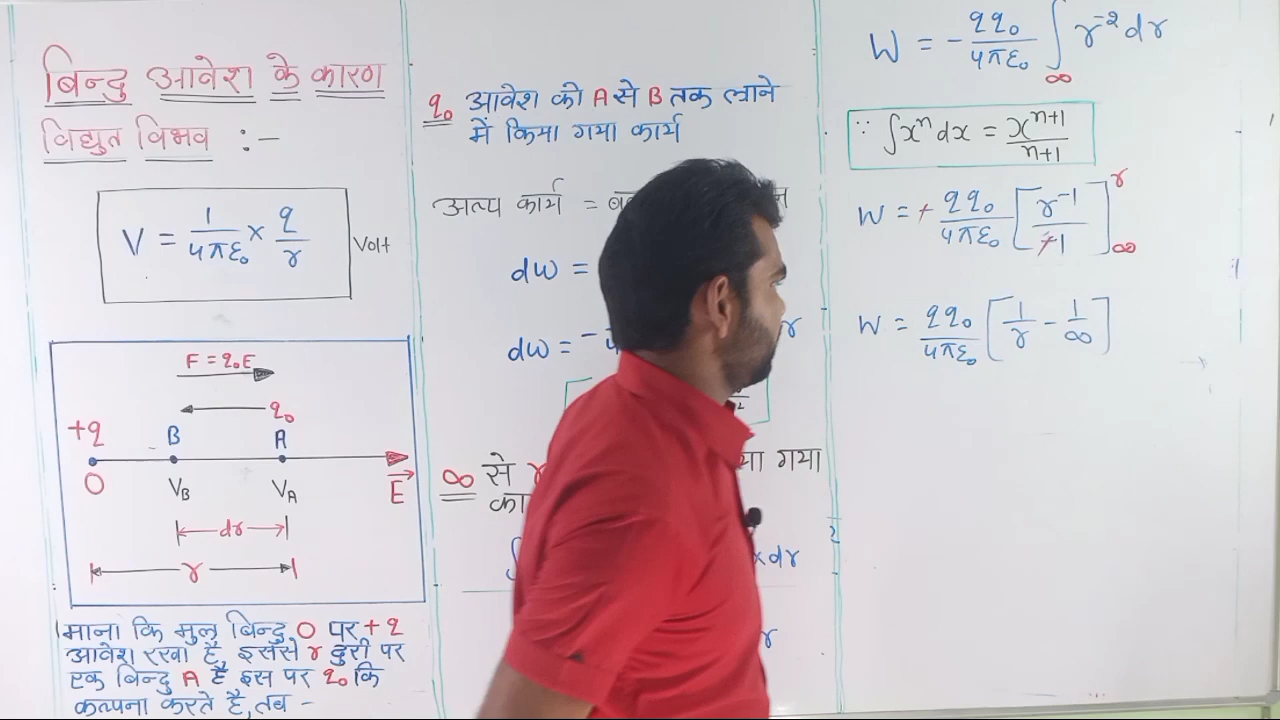 बिन्दु आवेश के कारण
विद्युत विभव :-
V = 1/4πε₀ × q/r Volt
F = q₀E
q₀
+q B A
O V_B V_A E⃗
dr
r
माना कि मुल बिन्दु O पर +q
आवेश रखा है, इससे r दुरी पर
एक बिन्दु A है इस पर q₀ कि
कल्पना करते है, तब -
q₀ आवेश को A से B तक लाने
में किया गया कार्य
अल्प कार्य =
dw =
dw = -
∞ से गया
∫ × dr
W = - qq₀/4πε₀ ∫∞ r⁻² dr
∵ ∫xⁿ dx = xⁿ⁺¹/n+1
W = + qq₀/4πε₀ [r⁻¹/-1]∞ʳ
W = qq₀/4πε₀ [1/r - 1/∞]